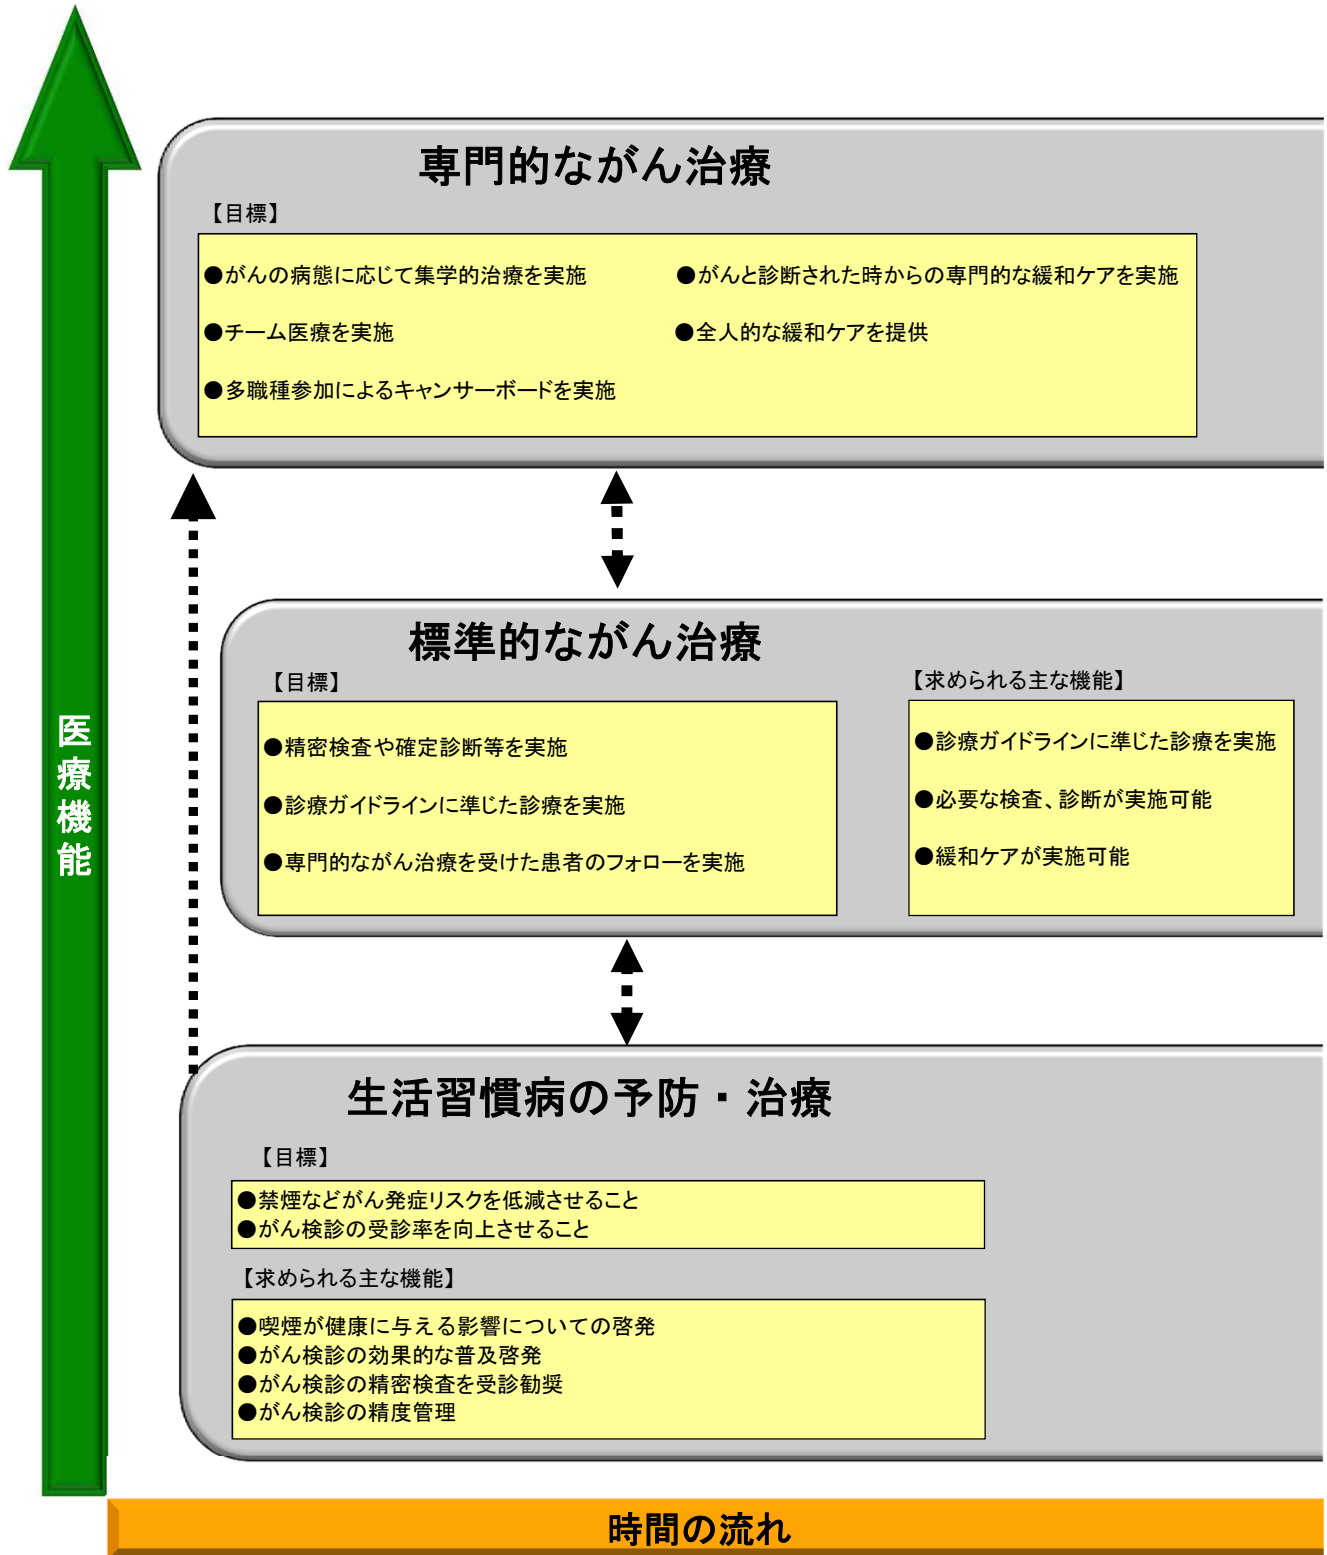 専門的ながん治療
【目標】
●がんの病態に応じて集学的治療を実施
●がんと診断された時からの専門的な緩和ケアを実施
●チーム医療を実施
●全人的な緩和ケアを提供
●多職種参加によるキャンサーボードを実施
標準的ながん治療
【目標】
●精密検査や確定診断等を実施
●診療ガイドラインに準じた診療を実施
●専門的ながん治療を受けた患者のフォローを実施
【求められる主な機能】
●診療ガイドラインに準じた診療を実施
●必要な検査、診断が実施可能
●緩和ケアが実施可能
医療機能
生活習慣病の予防・治療
【目標】
●禁煙などがん発症リスクを低減させること
●がん検診の受診率を向上させること
【求められる主な機能】
●喫煙が健康に与える影響についての啓発
●がん検診の効果的な普及啓発
●がん検診の精密検査を受診勧奨
●がん検診の精度管理
時間の流れ